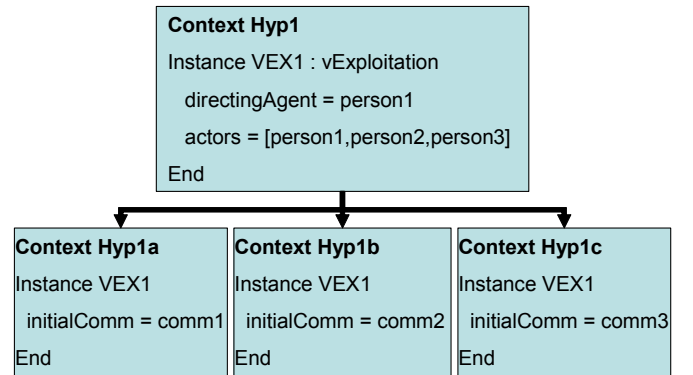 Context Hyp1
Instance VEX1 : vExploitation
directingAgent = person1
actors = [person1,person2,person3]
End
Context Hyp1a
Instance VEX1
initialComm = comm1
End
Context Hyp1b
Instance VEX1
initialComm = comm2
End
Context Hyp1c
Instance VEX1
initialComm = comm3
End